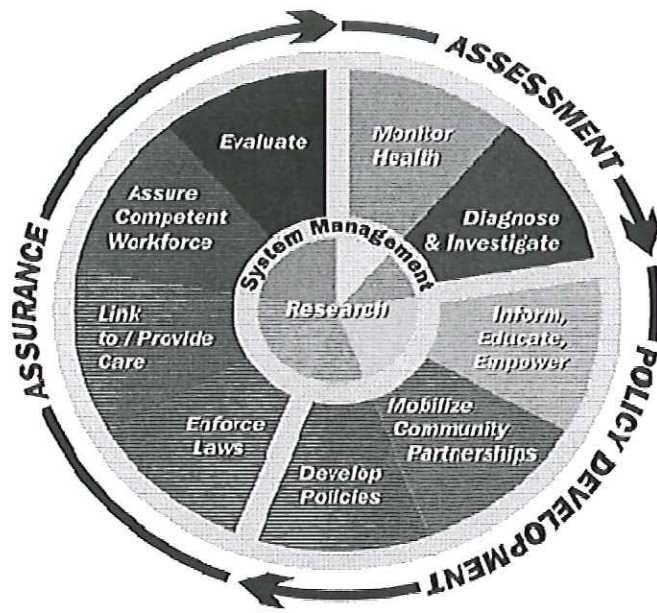 ASSESSMENT
POLICY DEVELOPMENT
ASSURANCE
Monitor
Health
Diagnose
& Investigate
Inform,
Educate,
Empower
Mobilize
Community
Partnerships
Develop
Policies
Enforce
Laws
Link
to / Provide
Care
Assure
Competent
Workforce
Evaluate
System Management
Research